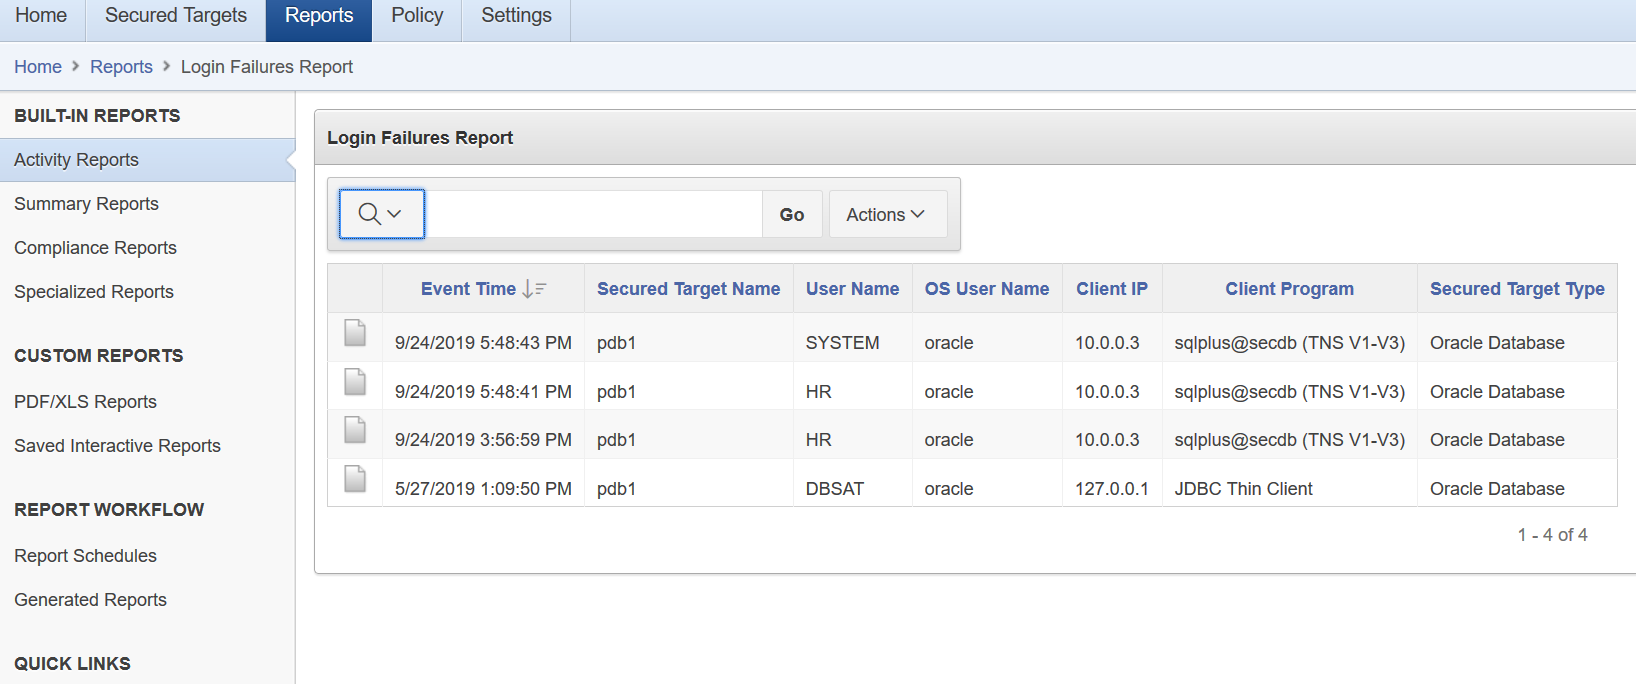 Home Secured Targets Reports Policy Settings
Home > Reports > Login Failures Report
BUILT-IN REPORTS
Activity Reports
Summary Reports
Compliance Reports
Specialized Reports
CUSTOM REPORTS
PDF/XLS Reports
Saved Interactive Reports
REPORT WORKFLOW
Report Schedules
Generated Reports
QUICK LINKS
Login Failures Report
Go Actions
Event Time Secured Target Name User Name OS User Name Client IP Client Program Secured Target Type
9/24/2019 5:48:43 PM pdb1 SYSTEM oracle 10.0.0.3 sqlplus@secdb (TNS V1-V3) Oracle Database
9/24/2019 5:48:41 PM pdb1 HR oracle 10.0.0.3 sqlplus@secdb (TNS V1-V3) Oracle Database
9/24/2019 3:56:59 PM pdb1 HR oracle 10.0.0.3 sqlplus@secdb (TNS V1-V3) Oracle Database
5/27/2019 1:09:50 PM pdb1 DBSAT oracle 127.0.0.1 JDBC Thin Client Oracle Database
1 - 4 of 4